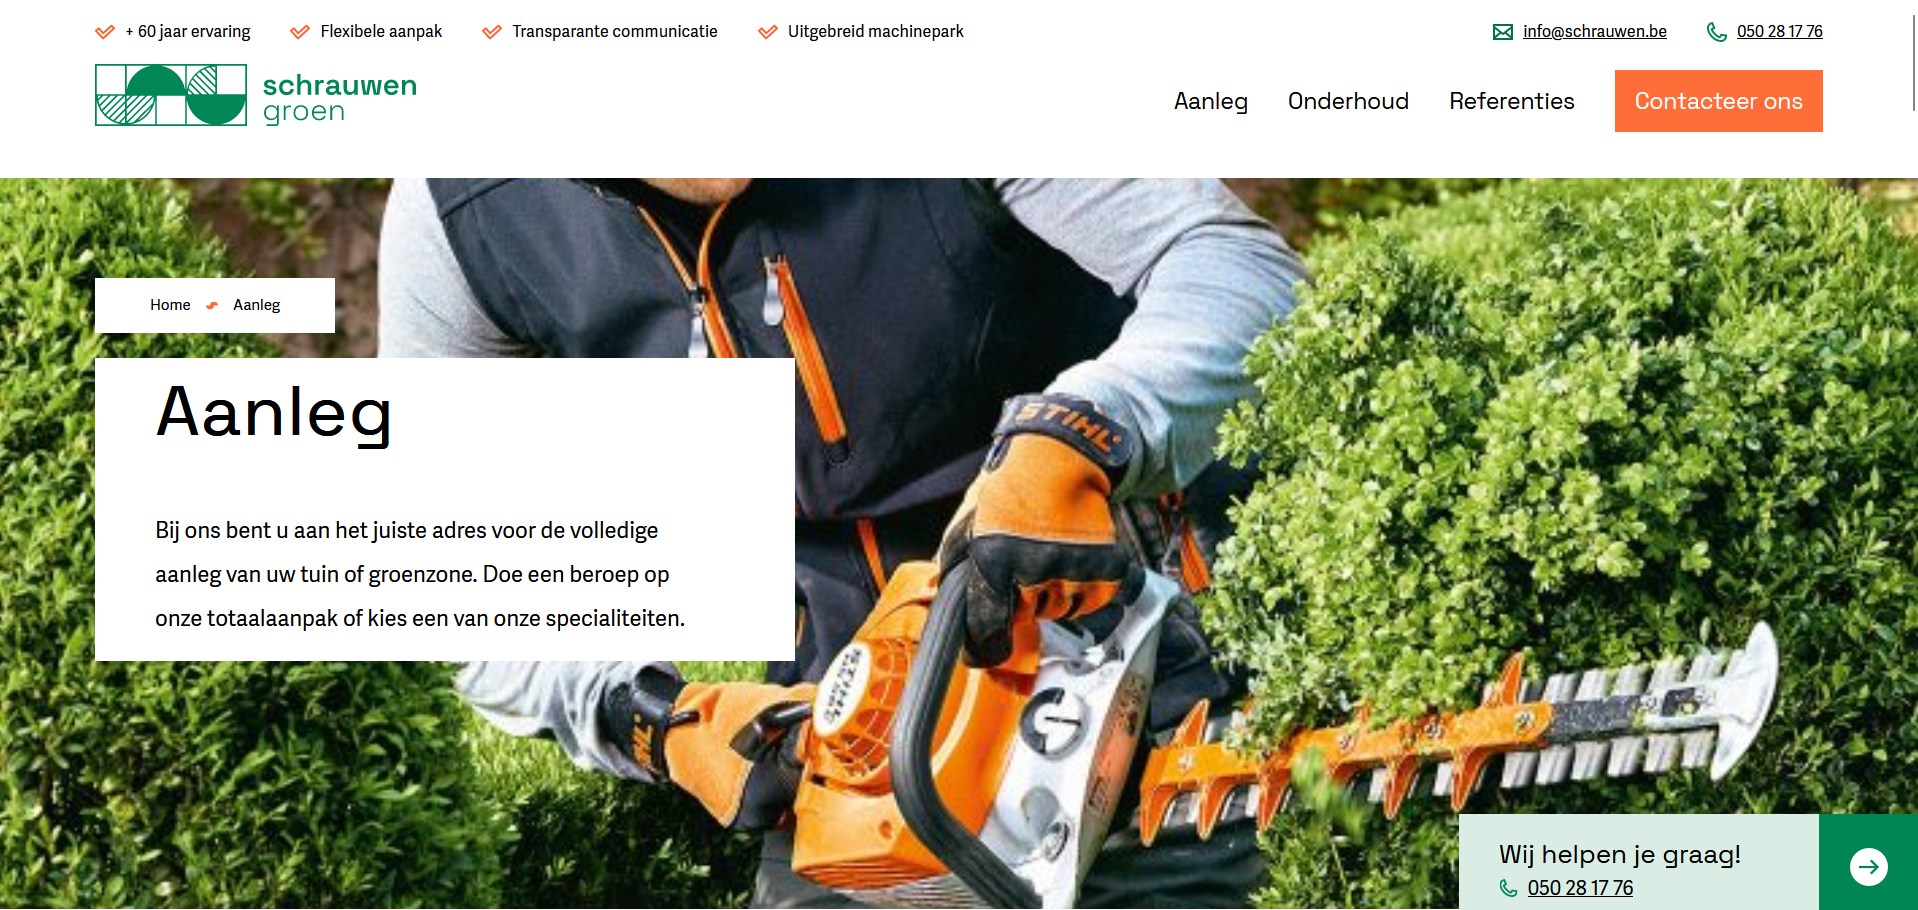 + 60 jaar ervaring
Flexibele aanpak
Transparante communicatie
Uitgebreid machinepark
info@schrauwen.be
050 28 17 76
schrauwen
groen
Aanleg
Onderhoud
Referenties
Contacteer ons
Home
Aanleg
Aanleg
Bij ons bent u aan het juiste adres voor de volledige
aanleg van uw tuin of groenzone. Doe een beroep op
onze totaalaanpak of kies een van onze specialiteiten.
STIHL
Wij helpen je graag!
050 28 17 76